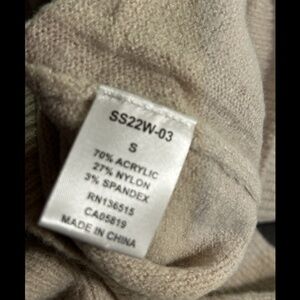 SS22W-03
S
70% ACRYLIC
27% NYLON
3% SPANDEX
RN136515
CA05819
MADE IN CHINA